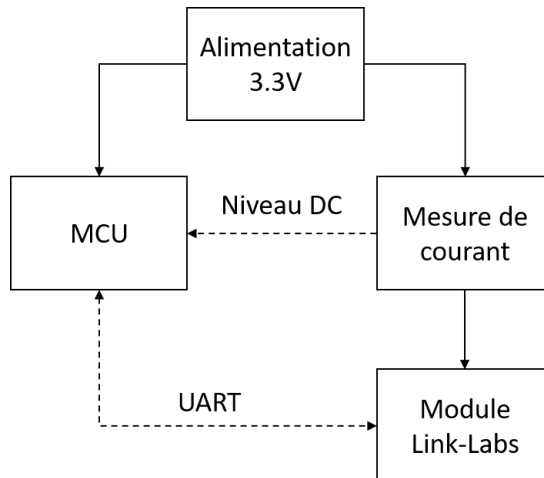 Alimentation
3.3V
Niveau DC
MCU
Mesure de
courant
UART
Module
Link-Labs